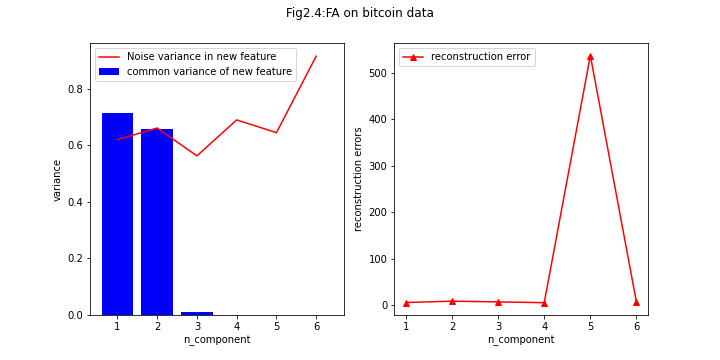 Fig2.4:FA on bitcoin data
Noise variance in new feature
common variance of new feature
variance
0.8
0.6
0.4
0.2
0.0
1 2 3 4 5 6
n_component
reconstruction error
reconstruction errors
500
400
300
200
100
0
1 2 3 4 5 6
n_component